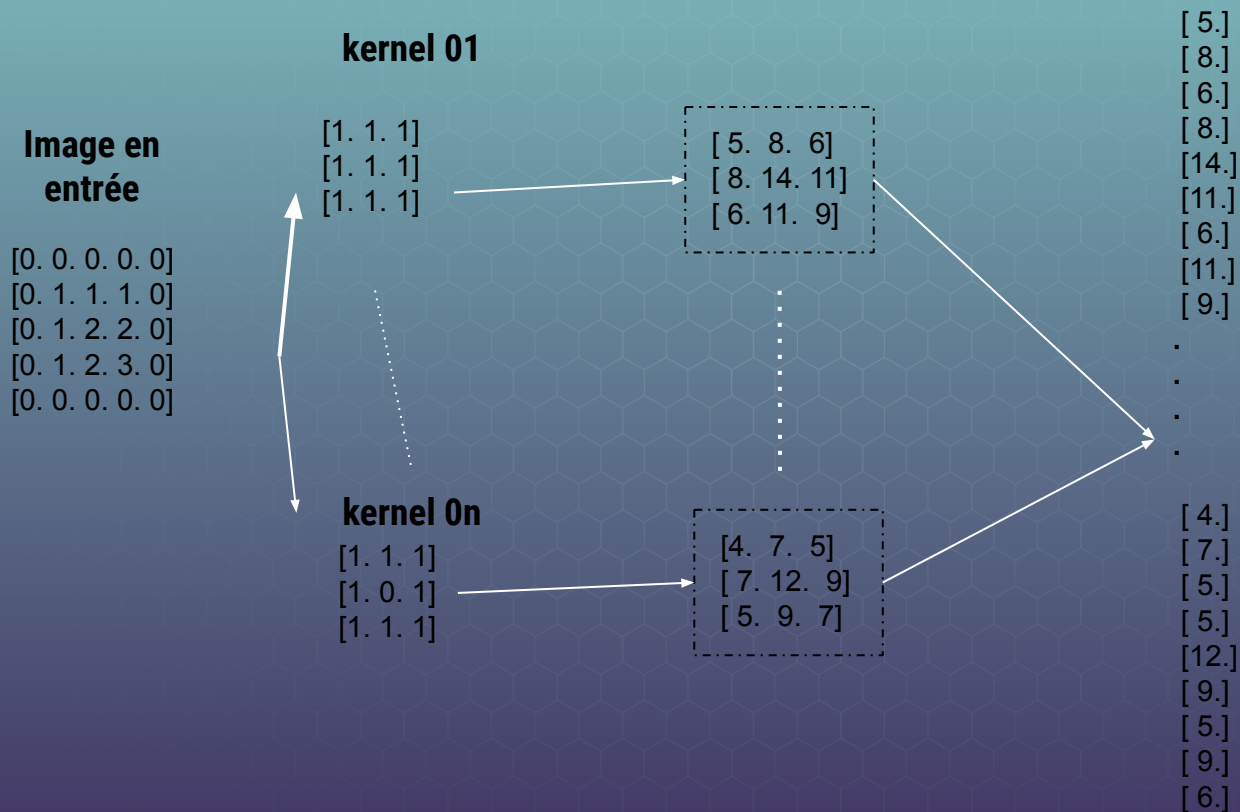 kernel 01
Image en
entrée
[0. 0. 0. 0. 0]
[0. 1. 1. 1. 0]
[0. 1. 2. 2. 0]
[0. 1. 2. 3. 0]
[0. 0. 0. 0. 0]
[1. 1. 1]
[1. 1. 1]
[1. 1. 1]
[ 5. 8. 6]
[ 8. 14. 11]
[ 6. 11. 9]
kernel 0n
[1. 1. 1]
[1. 0. 1]
[1. 1. 1]
[4. 7. 5]
[ 7. 12. 9]
[ 5. 9. 7]
[ 5.]
[ 8.]
[ 6.]
[ 8.]
[14.]
[11.]
[ 6.]
[11.]
[ 9.]
.
.
.
.
[ 4.]
[ 7.]
[ 5.]
[ 5.]
[12.]
[ 9.]
[ 5.]
[ 9.]
[ 6.]